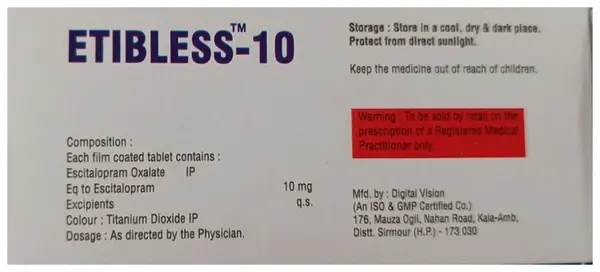 ETIBLESS™-10
Composition :
Each film coated tablet contains :
Escitalopram Oxalate IP
Eq to Escitalopram 10 mg
Excipients q.s.
Colour : Titanium Dioxide IP
Dosage : As directed by the Physician.
Storage : Store in a cool, dry & dark place.
Protect from direct sunlight.
Keep the medicine out of reach of children.
Warning : To be sold by retail on the
prescription of a Registered Medical
Practitioner only.
Mfd. by : Digital Vision
(An ISO & GMP Certified Co.)
176, Mauza Ogli, Nahan Road, Kala-Amb,
Distt. Sirmour (H.P.) - 173 030